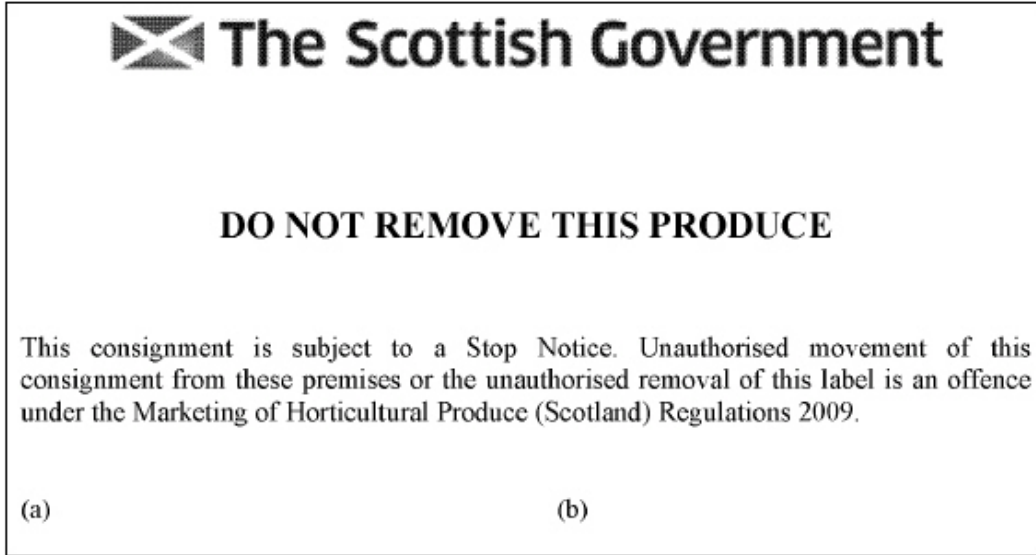 The Scottish Government
DO NOT REMOVE THIS PRODUCE
This consignment is subject to a Stop Notice. Unauthorised movement of this
consignment from these premises or the unauthorised removal of this label is an offence
under the Marketing of Horticultural Produce (Scotland) Regulations 2009.
(a) (b)